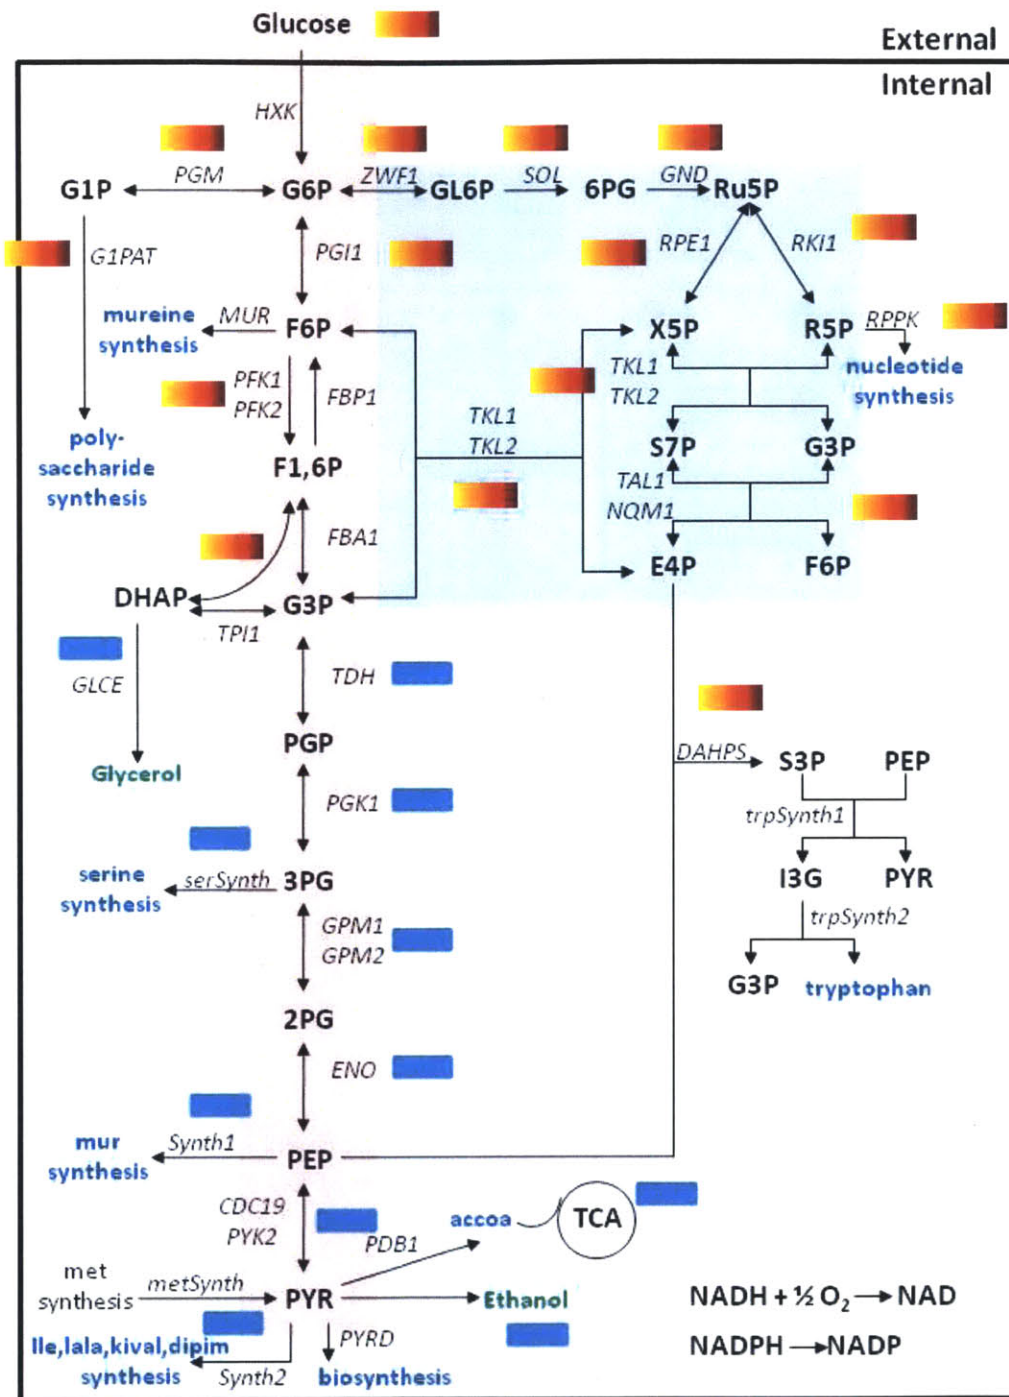 Glucose
External
Internal
HXK
PGM
ZWF1
SOL
GND
G1P
G6P
GL6P
6PG
Ru5P
G1PAT
PGI1
RPE1
RKI1
mureine
synthesis
MUR
F6P
X5P
R5P
RPPK
nucleotide
synthesis
PFK1
PFK2
FBP1
TKL1
TKL2
TKL1
TKL2
poly-
saccharide
synthesis
F1,6P
S7P
G3P
TAL1
NQM1
FBA1
E4P
F6P
DHAP
G3P
TPI1
GLCE
TDH
Glycerol
PGP
DAHPS
S3P
PEP
PGK1
trpSynth1
serine
synthesis
serSynth
3PG
I3G
PYR
GPM1
GPM2
trpSynth2
G3P
tryptophan
2PG
ENO
mur
synthesis
Synth1
PEP
CDC19
PYK2
PDB1
accoa
TCA
met
synthesis
metSynth
PYR
Ethanol
NADH + ½ O₂ → NAD
Ile,lala,kival,dipim
synthesis
Synth2
PYRD
biosynthesis
NADPH → NADP